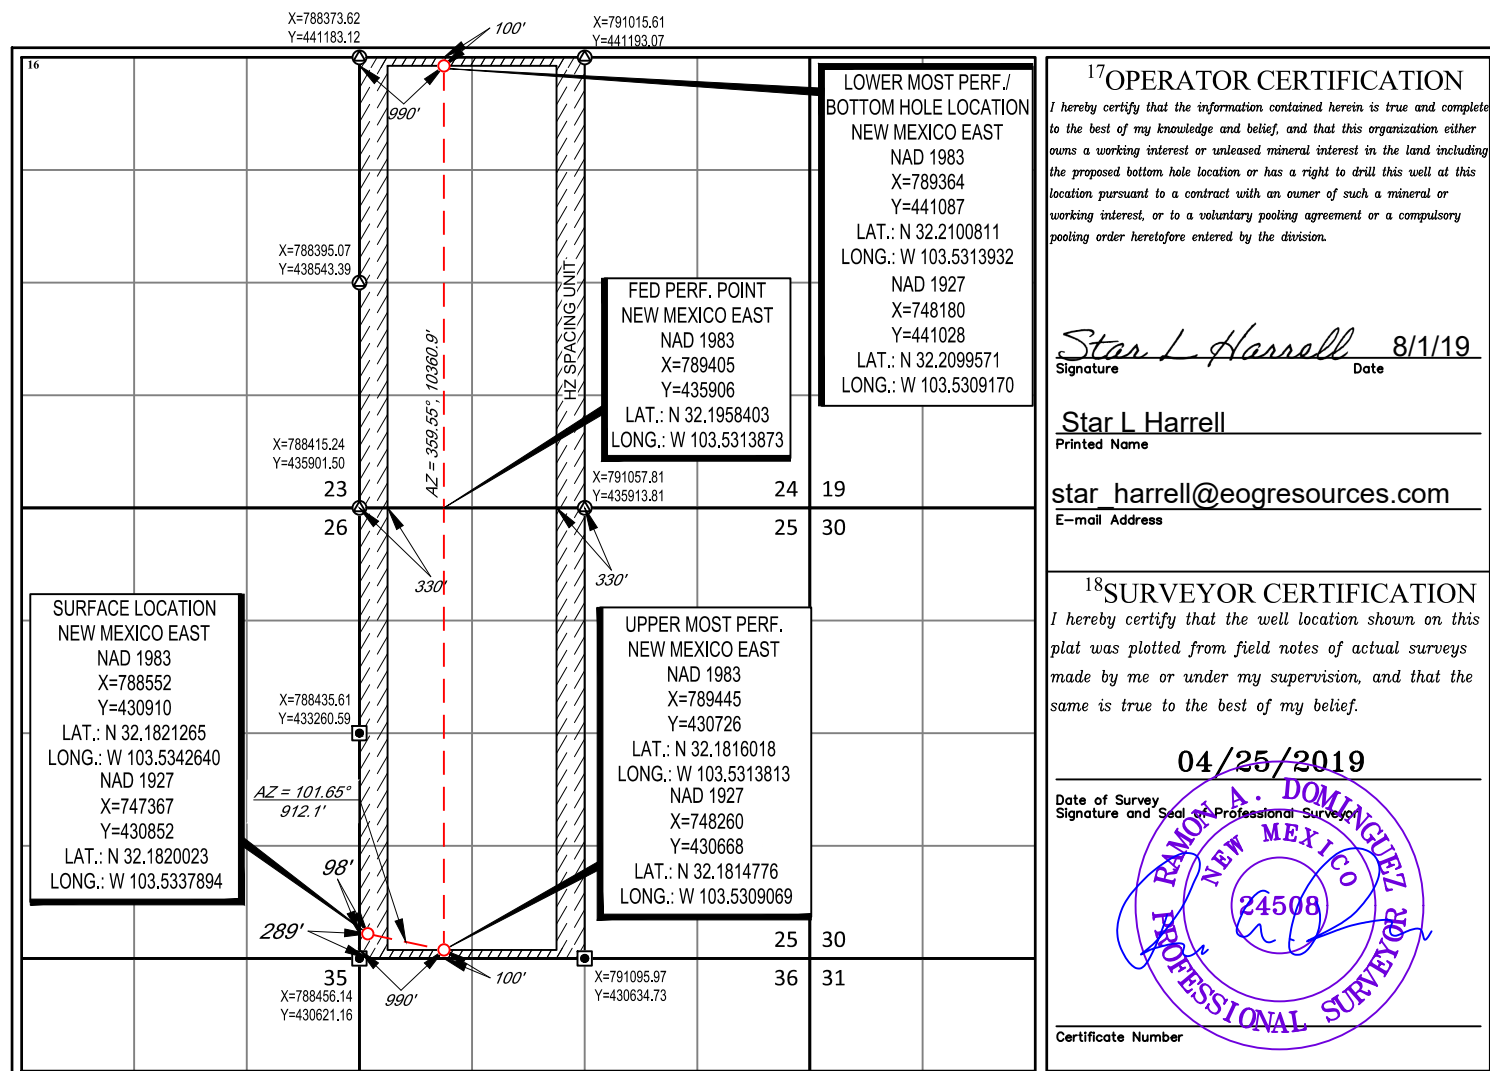 X=788373.62
Y=441183.12
100'
X=791015.61
Y=441193.07
16
990'
LOWER MOST PERF./
BOTTOM HOLE LOCATION
NEW MEXICO EAST
NAD 1983
X=789364
Y=441087
LAT.: N 32.2100811
LONG.: W 103.5313932
NAD 1927
X=748180
Y=441028
LAT.: N 32.2099571
LONG.: W 103.5309170
X=788395.07
Y=438543.39
HZ SPACING UNIT
AZ = 359.55°, 10360.9'
FED PERF. POINT
NEW MEXICO EAST
NAD 1983
X=789405
Y=435906
LAT.: N 32.1958403
LONG.: W 103.5313873
X=788415.24
Y=435901.50
X=791057.81
Y=435913.81
23
24
19
26
25
30
330'
330'
SURFACE LOCATION
NEW MEXICO EAST
NAD 1983
X=788552
Y=430910
LAT.: N 32.1821265
LONG.: W 103.5342640
NAD 1927
X=747367
Y=430852
LAT.: N 32.1820023
LONG.: W 103.5337894
UPPER MOST PERF.
NEW MEXICO EAST
NAD 1983
X=789445
Y=430726
LAT.: N 32.1816018
LONG.: W 103.5313813
NAD 1927
X=748260
Y=430668
LAT.: N 32.1814776
LONG.: W 103.5309069
X=788435.61
Y=433260.59
AZ = 101.65°
912.1'
98'
289'
25
30
35
36
31
990'
100'
X=788456.14
Y=430621.16
X=791095.97
Y=430634.73
17 OPERATOR CERTIFICATION
I hereby certify that the information contained herein is true and complete
to the best of my knowledge and belief, and that this organization either
owns a working interest or unleased mineral interest in the land including
the proposed bottom hole location or has a right to drill this well at this
location pursuant to a contract with an owner of such a mineral or
working interest, or to a voluntary pooling agreement or a compulsory
pooling order heretofore entered by the division.
Star L Harrell 8/1/19
Signature Date
Star L Harrell
Printed Name
star_harrell@eogresources.com
E-mail Address
18 SURVEYOR CERTIFICATION
I hereby certify that the well location shown on this
plat was plotted from field notes of actual surveys
made by me or under my supervision, and that the
same is true to the best of my belief.
04/25/2019
Date of Survey
Signature and Seal of Professional Surveyor
RAMON A. DOMINGUEZ
NEW MEXICO
24508
PROFESSIONAL SURVEYOR
Certificate Number